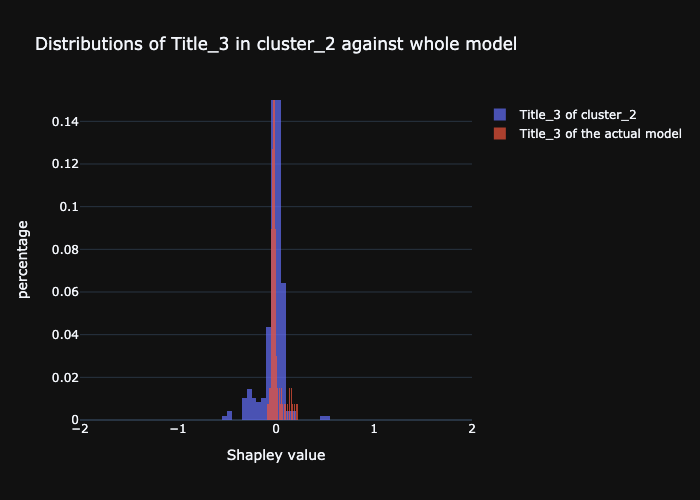 Distributions of Title_3 in cluster_2 against whole model
Title_3 of cluster_2
Title_3 of the actual model
percentage
0.14
0.12
0.1
0.08
0.06
0.04
0.02
0
−2
−1
0
1
2
Shapley value